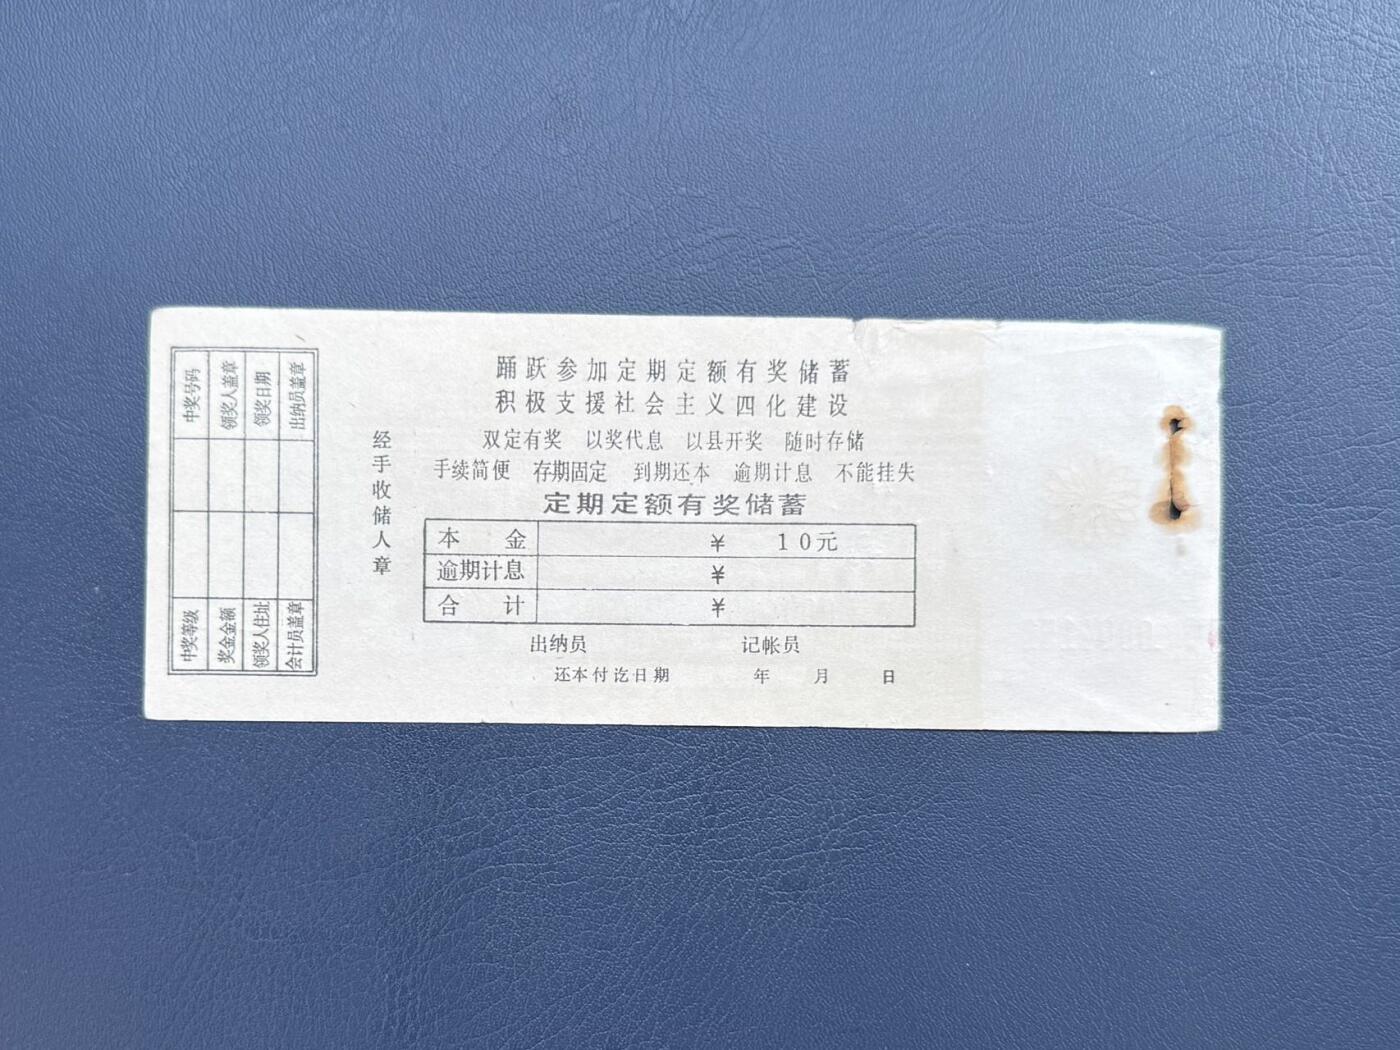 踊跃参加定期定额有奖储蓄
积极支援社会主义四化建设
双定有奖 以奖代息 以县开奖 随时存储
手续简便 存期固定 到期还本 逾期计息 不能挂失
定期定额有奖储蓄
本 金 ¥ 10元
逾期计息 ¥
合 计 ¥
出纳员 记帐员
还本付讫日期 年 月 日
经手收储人章
中奖等级 中奖号码
奖金金额 领奖人盖章
领奖人住址 领奖日期
会计员盖章 出纳员盖章